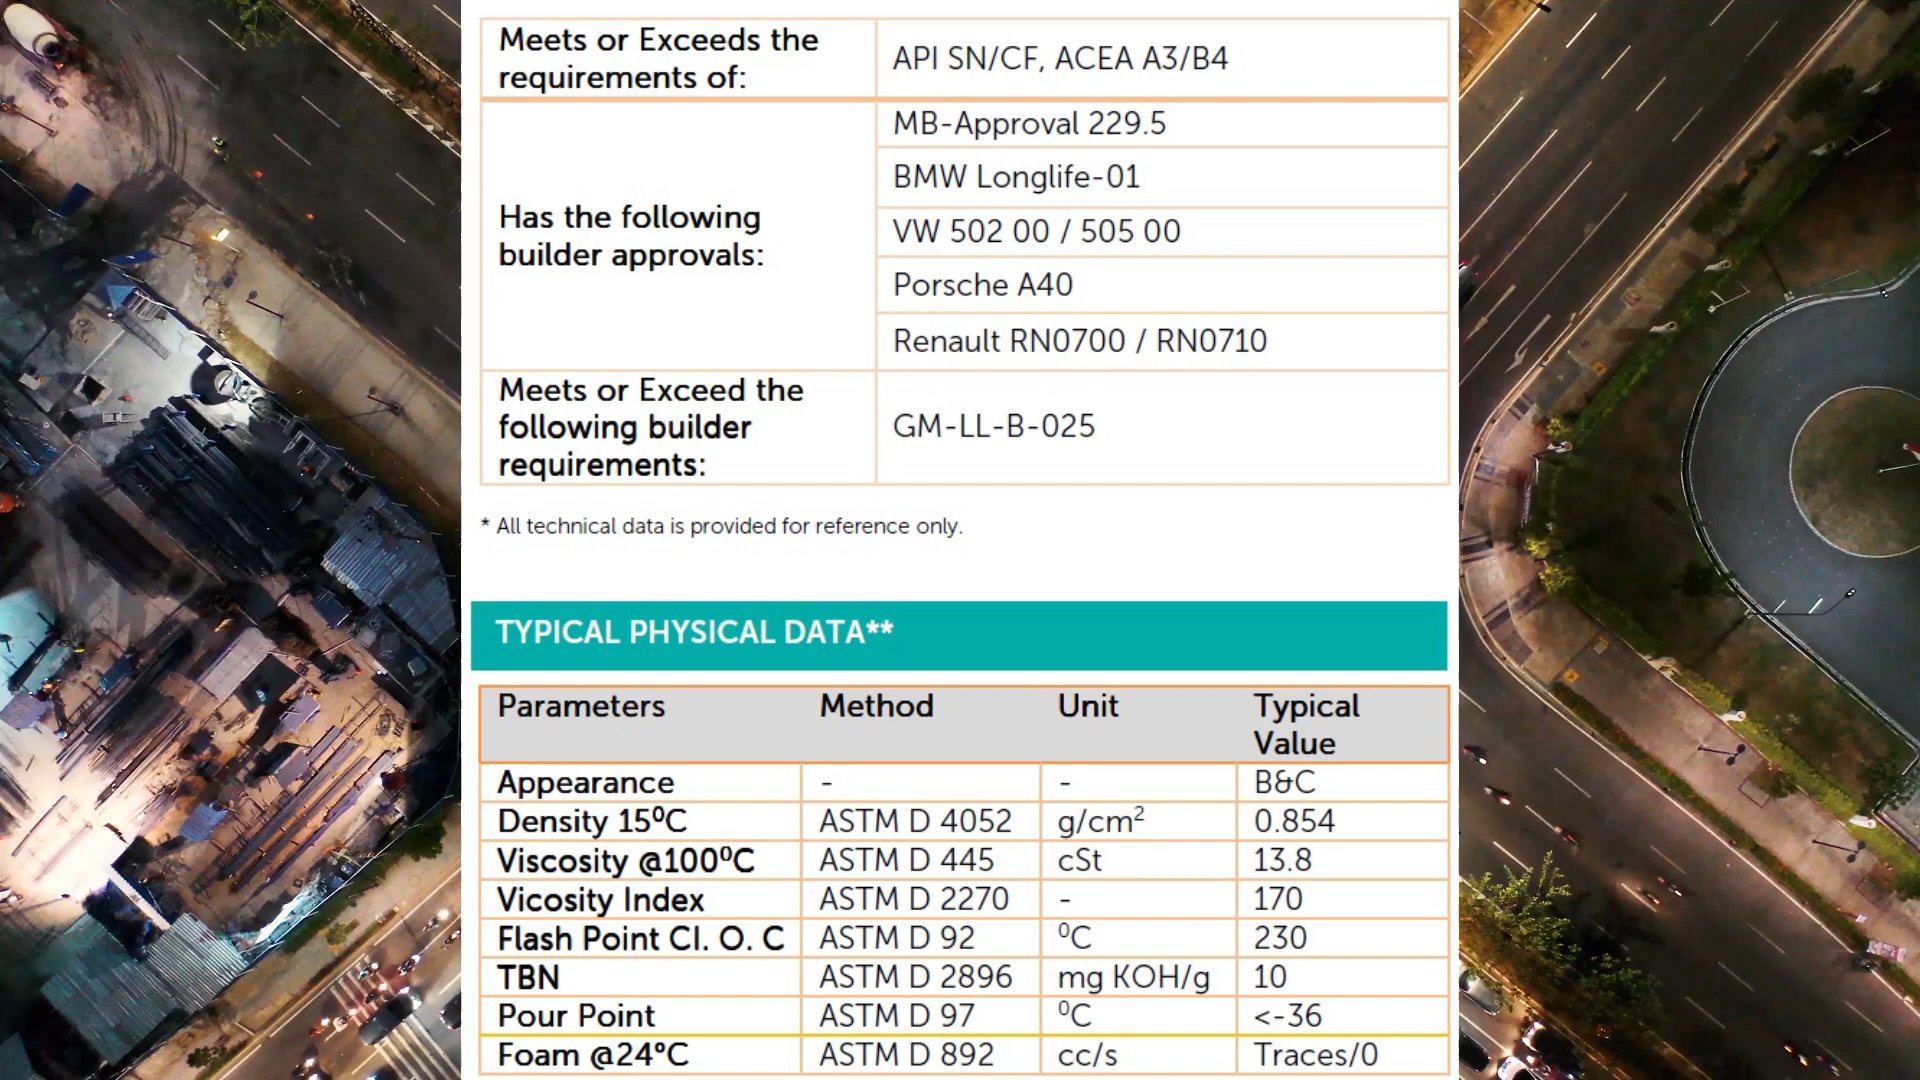 Meets or Exceeds the
requirements of:
API SN/CF, ACEA A3/B4
Has the following
builder approvals:
MB-Approval 229.5
BMW Longlife-01
VW 502 00 / 505 00
Porsche A40
Renault RN0700 / RN0710
Meets or Exceed the
following builder
requirements:
GM-LL-B-025
* All technical data is provided for reference only.
TYPICAL PHYSICAL DATA**
Parameters Method Unit Typical
Value
Appearance - - B&C
Density 15⁰C ASTM D 4052 g/cm² 0.854
Viscosity @100⁰C ASTM D 445 cSt 13.8
Vicosity Index ASTM D 2270 - 170
Flash Point Cl. O. C ASTM D 92 ⁰C 230
TBN ASTM D 2896 mg KOH/g 10
Pour Point ASTM D 97 ⁰C <-36
Foam @24°C ASTM D 892 cc/s Traces/0